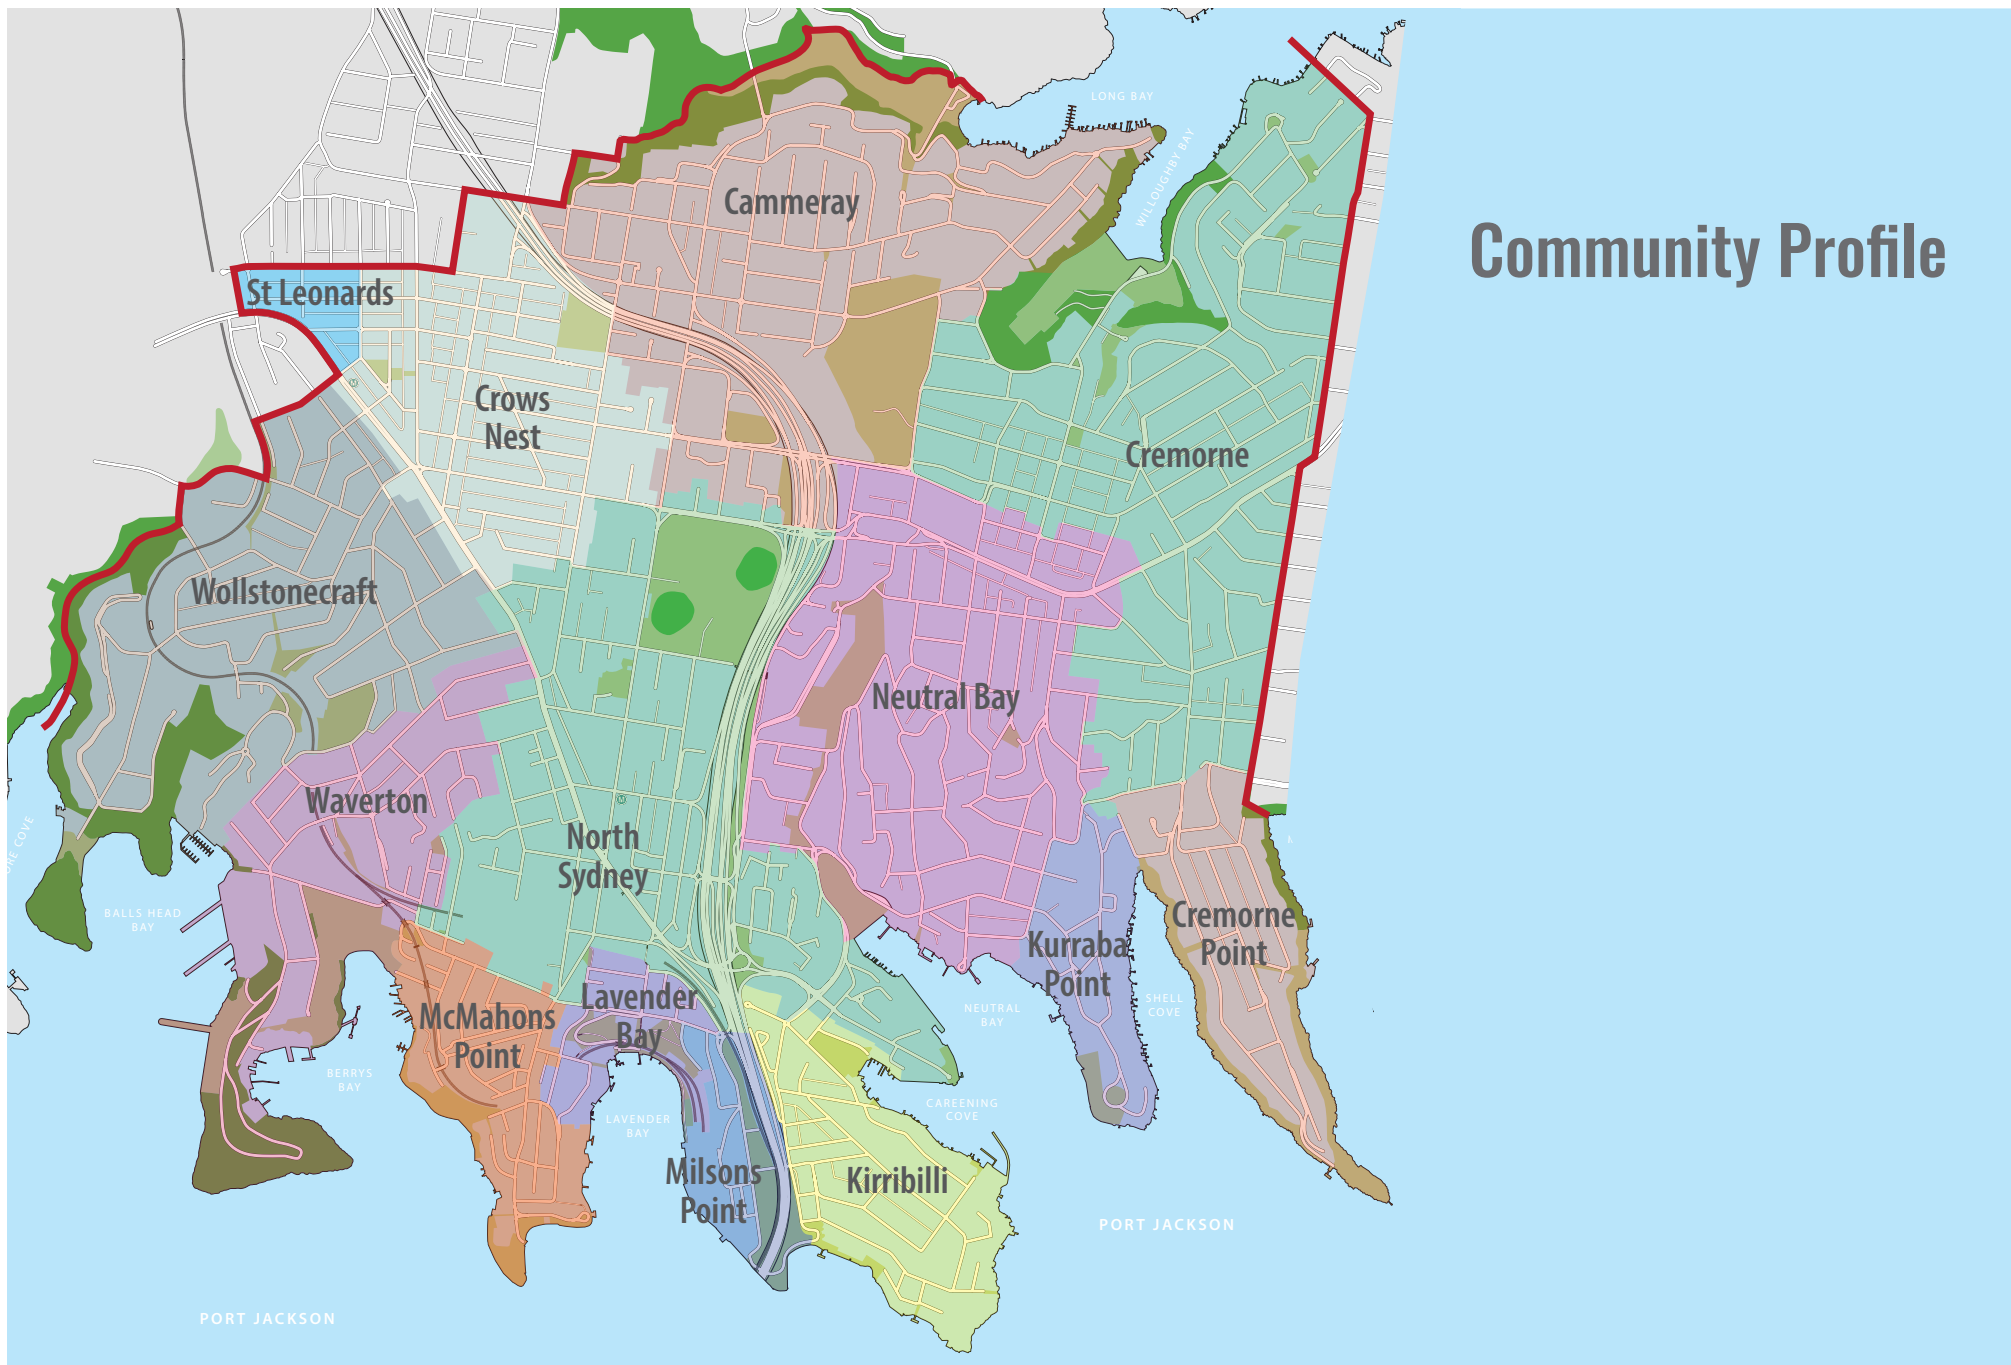 LONG BAY
WILLOUGHBY BAY
Cammeray
Community Profile
St Leonards
Crows
Nest
Cremorne
Wollstonecraft
Neutral Bay
Waverton
North
Sydney
ORE COVE
BALLS HEAD
BAY
Cremorne
Point
Kurraba
Point
Lavender
Bay
McMahons
Point
NEUTRAL
BAY
SHELL
COVE
BERRYS
BAY
LAVENDER
BAY
CAREENING
COVE
Milsons
Point
Kirribilli
PORT JACKSON
PORT JACKSON